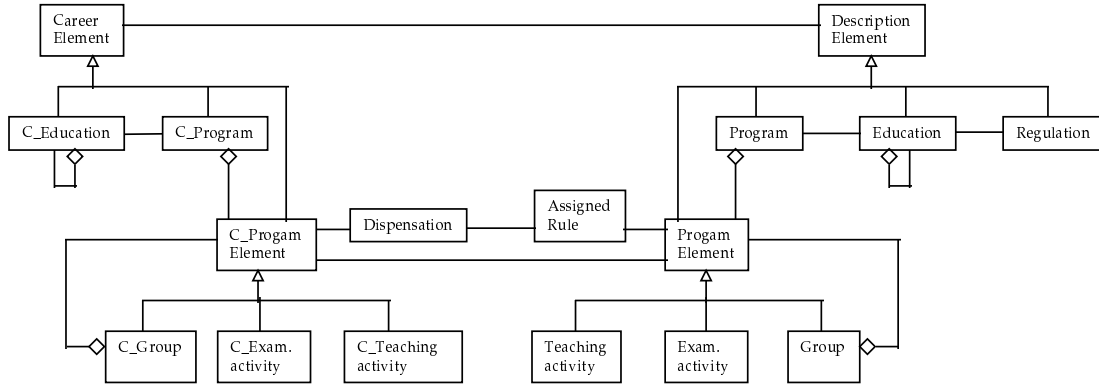 Career
Element
Description
Element
C_Education
C_Program
Program
Education
Regulation
Dispensation
Assigned
Rule
C_Progam
Element
Progam
Element
C_Group
C_Exam.
activity
C_Teaching
activity
Teaching
activity
Exam.
activity
Group